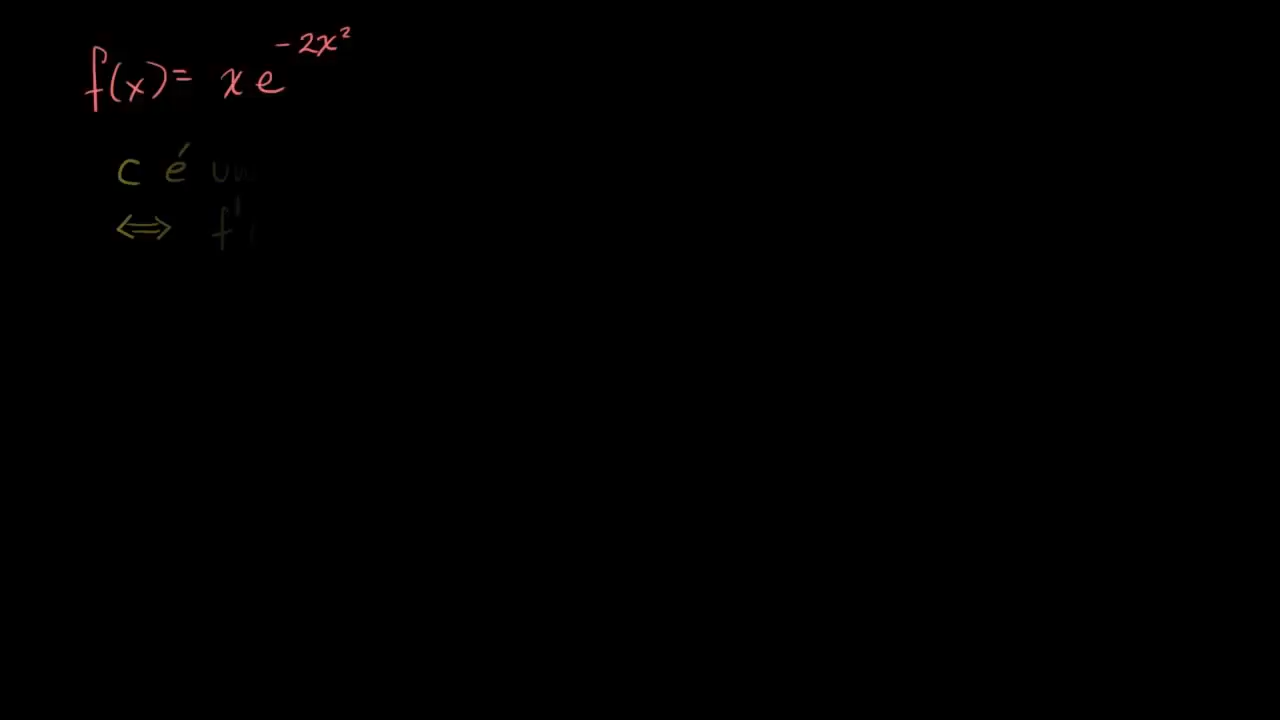 f(x) = x e^{-2x²}
c é
⇔